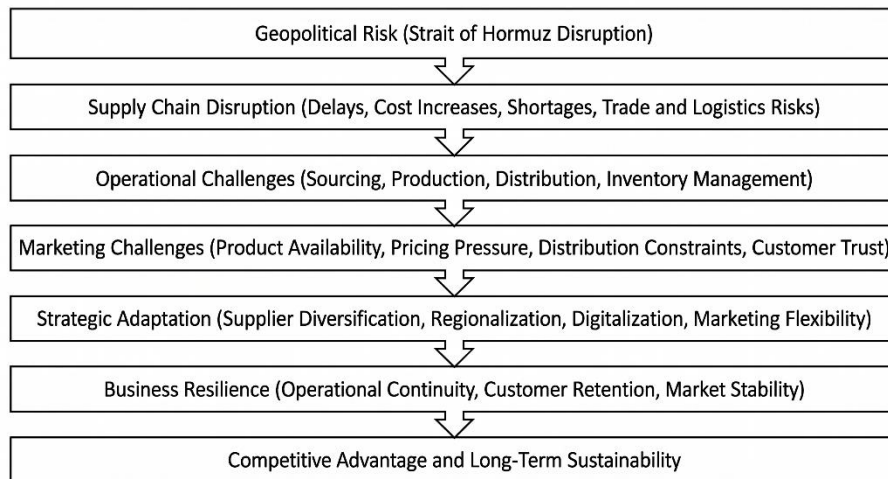 Geopolitical Risk (Strait of Hormuz Disruption)
Supply Chain Disruption (Delays, Cost Increases, Shortages, Trade and Logistics Risks)
Operational Challenges (Sourcing, Production, Distribution, Inventory Management)
Marketing Challenges (Product Availability, Pricing Pressure, Distribution Constraints, Customer Trust)
Strategic Adaptation (Supplier Diversification, Regionalization, Digitalization, Marketing Flexibility)
Business Resilience (Operational Continuity, Customer Retention, Market Stability)
Competitive Advantage and Long-Term Sustainability